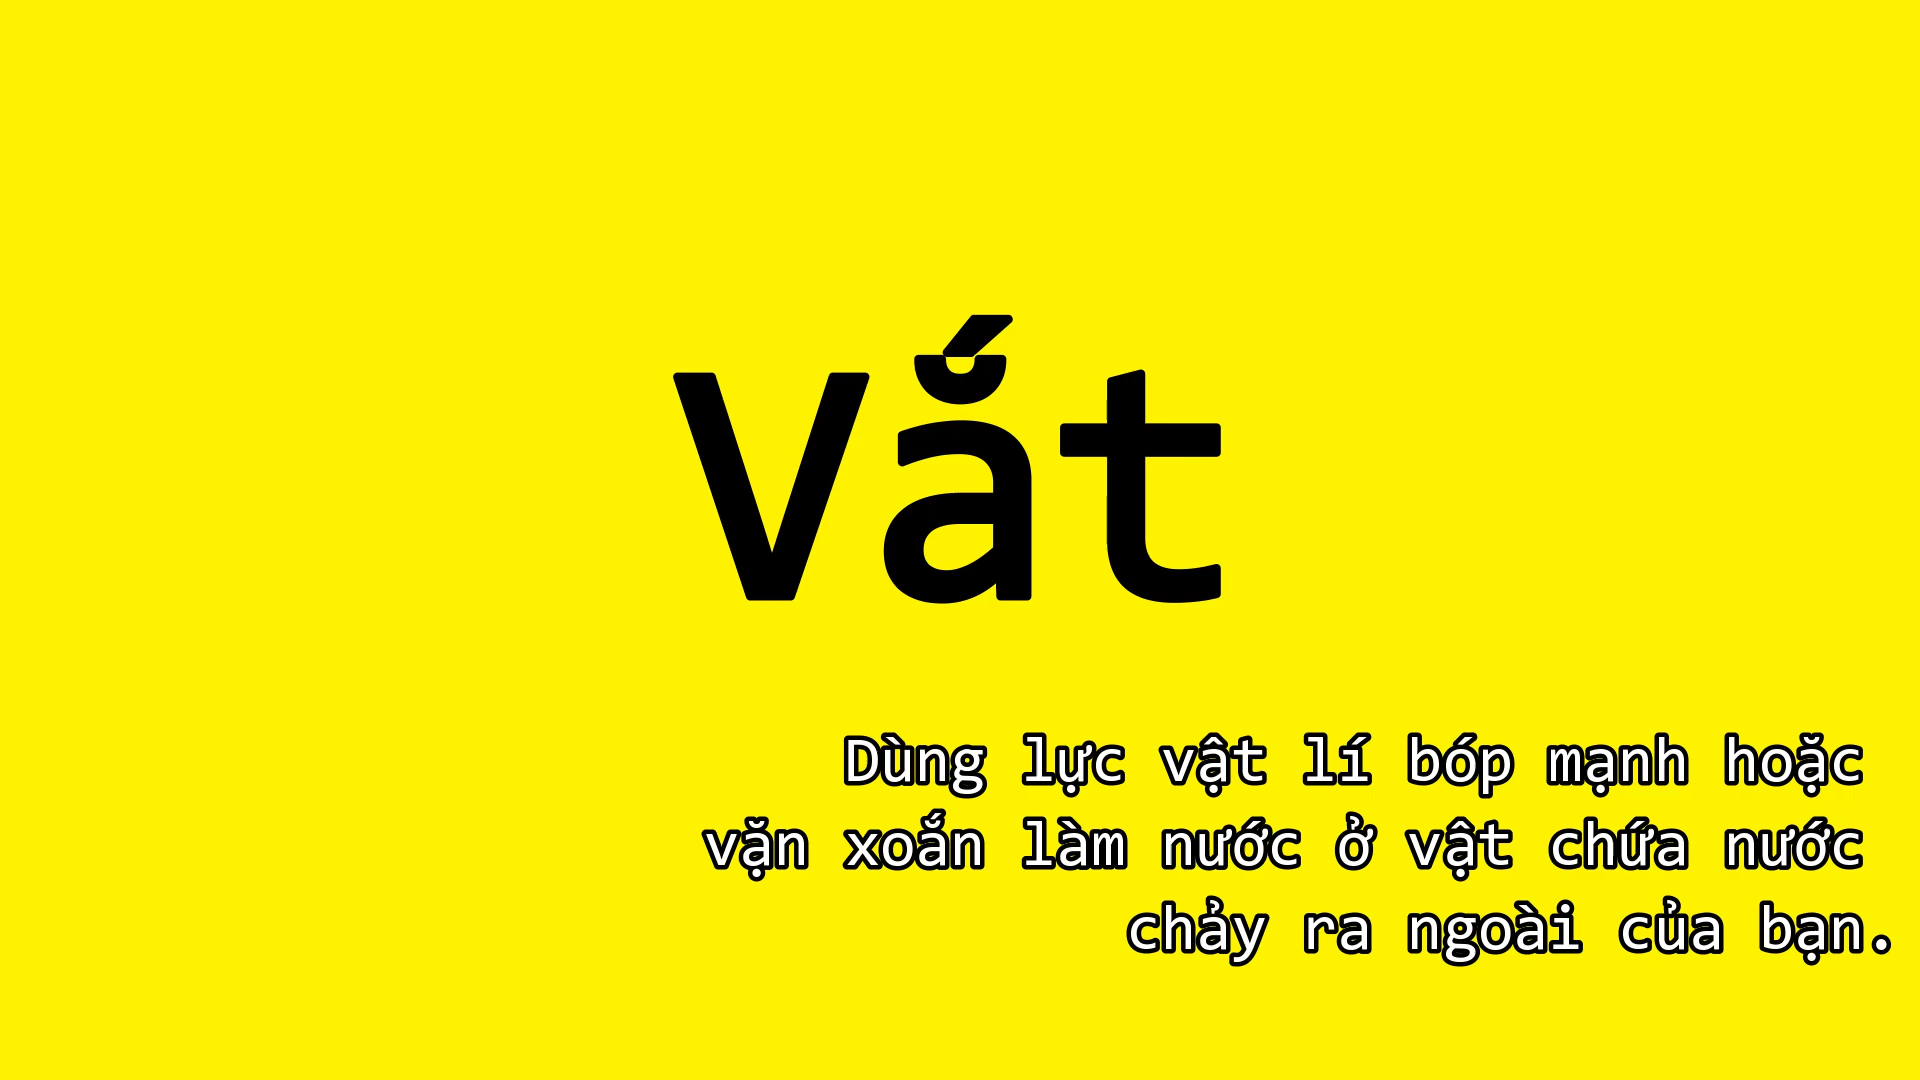 Vắt
Dùng lực vật lí bóp mạnh hoặc
vặn xoắn làm nước ở vật chứa nước
chảy ra ngoài của bạn.